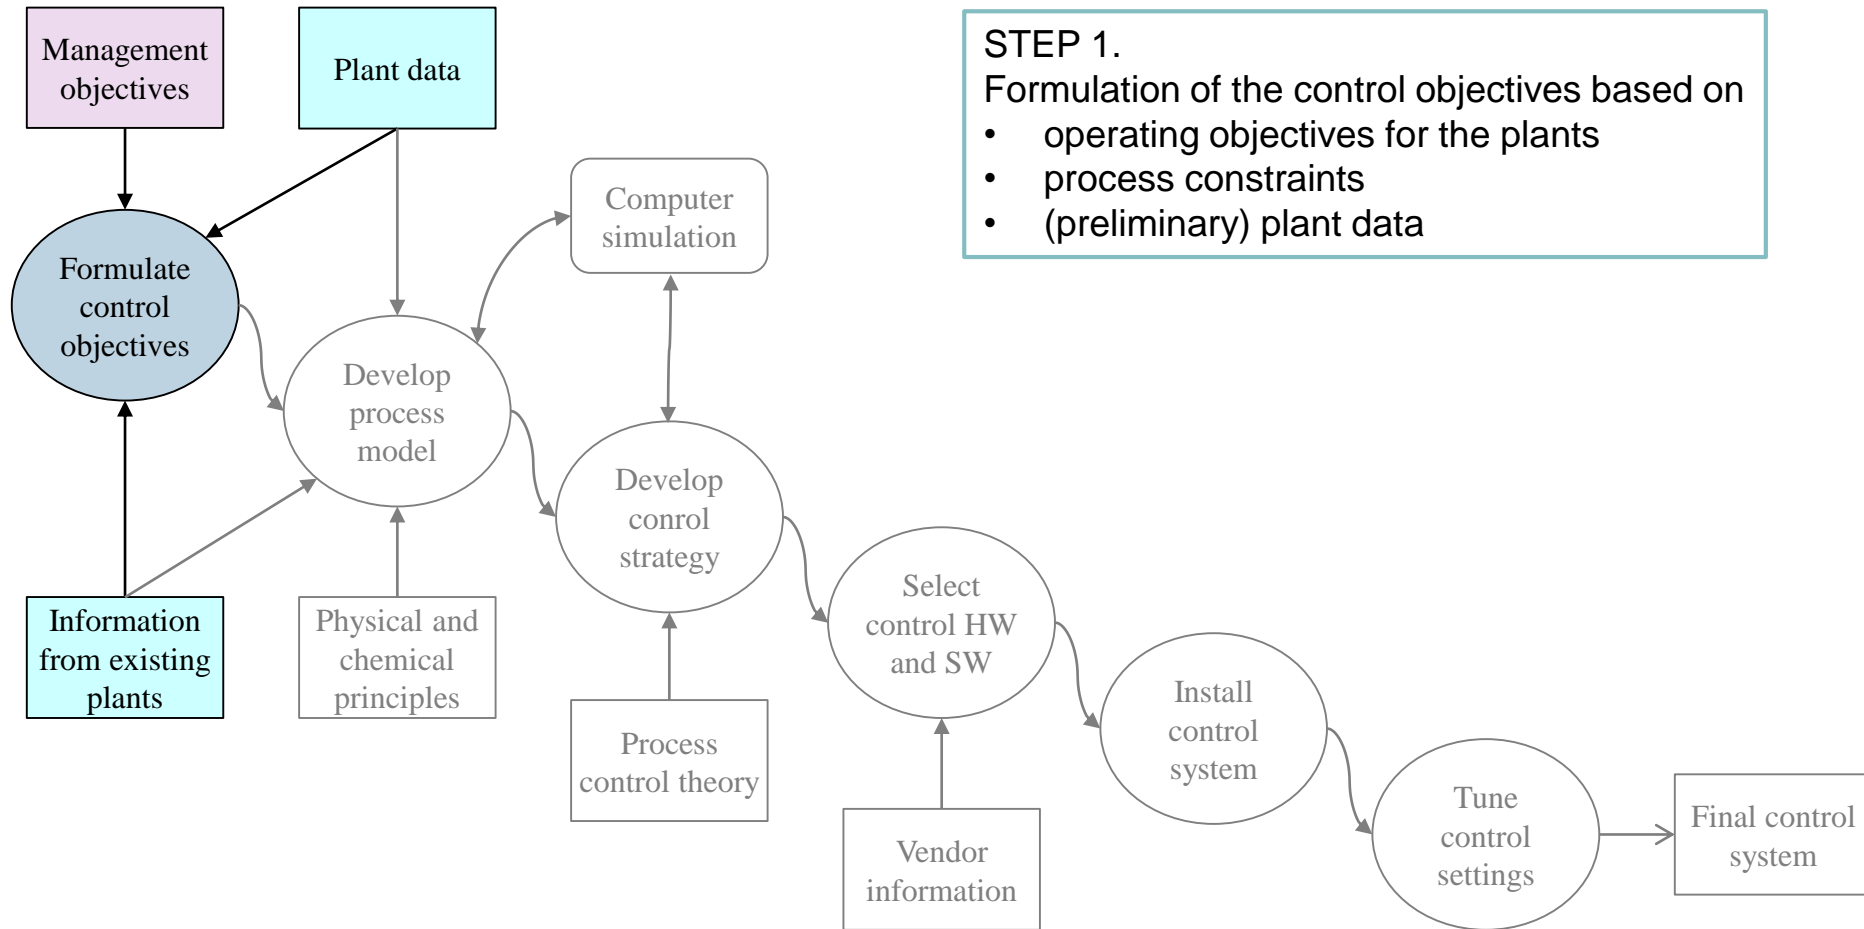 Management
objectives
Plant data
STEP 1.
Formulation of the control objectives based on
• operating objectives for the plants
• process constraints
• (preliminary) plant data
Computer
simulation
Formulate
control
objectives
Develop
process
model
Develop
conrol
strategy
Select
control HW
and SW
Information
from existing
plants
Physical and
chemical
principles
Process
control theory
Install
control
system
Vendor
information
Tune
control
settings
Final control
system